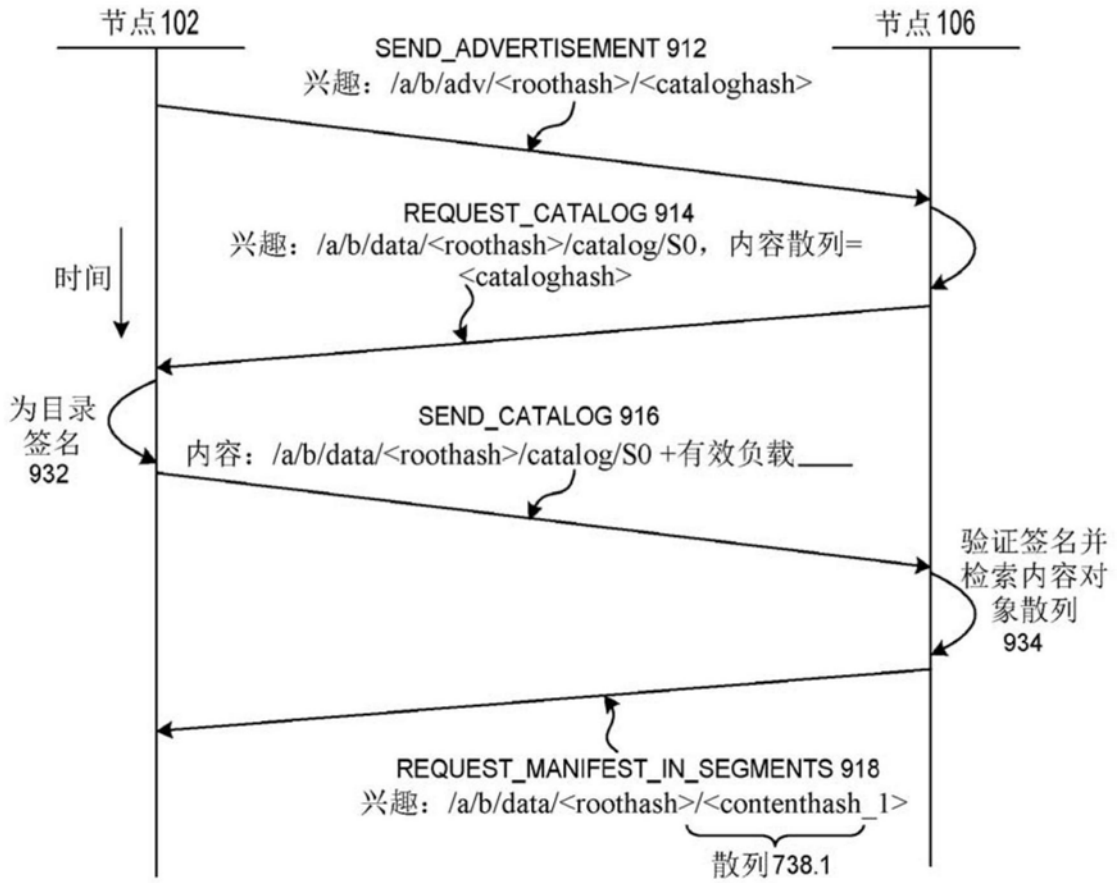 节点102
节点106
SEND_ADVERTISEMENT 912
兴趣：/a/b/adv/<roothash>/<cataloghash>
REQUEST_CATALOG 914
兴趣：/a/b/data/<roothash>/catalog/S0，内容散列=
<cataloghash>
时间
为目录
签名
932
SEND_CATALOG 916
内容：/a/b/data/<roothash>/catalog/S0 +有效负载
验证签名并
检索内容对
象散列
934
REQUEST_MANIFEST_IN_SEGMENTS 918
兴趣：/a/b/data/<roothash>/<contenthash_1>
散列738.1